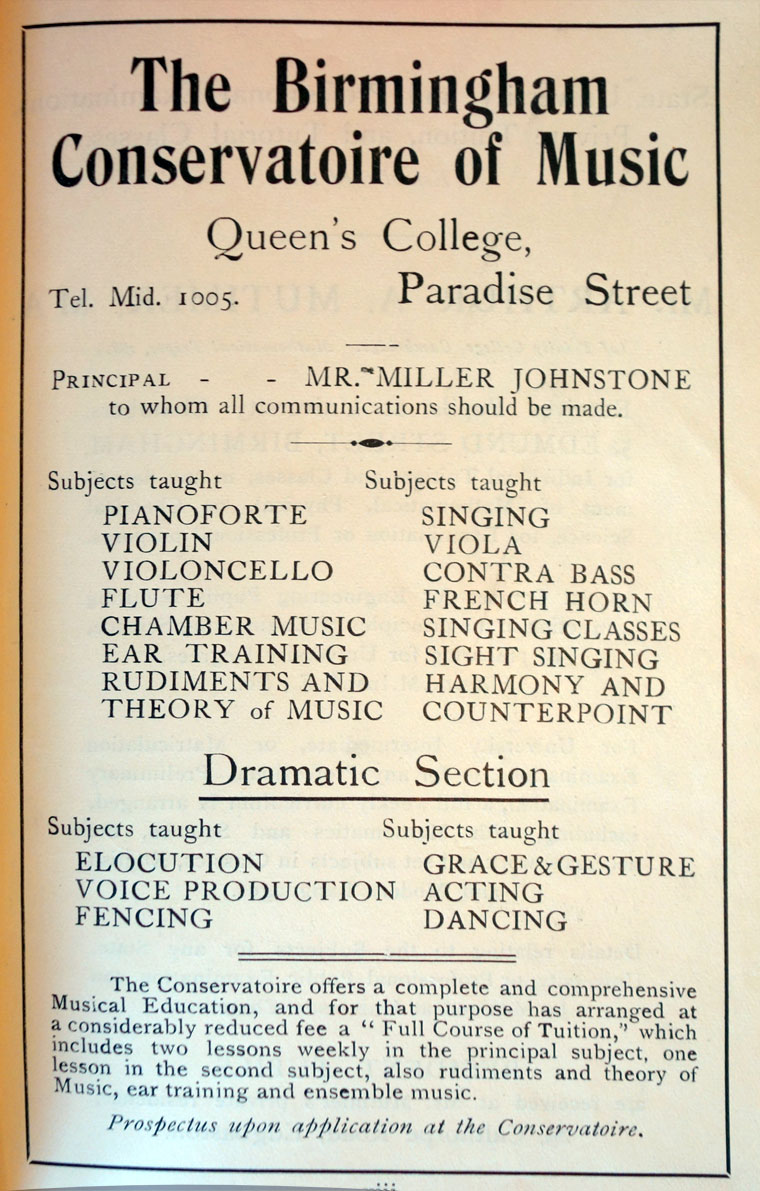 The Birmingham
Conservatoire of Music
Queen's College,
Tel. Mid. 1005. Paradise Street
PRINCIPAL - - MR. MILLER JOHNSTONE
to whom all communications should be made.
Subjects taught Subjects taught
PIANOFORTE SINGING
VIOLIN VIOLA
VIOLONCELLO CONTRA BASS
FLUTE FRENCH HORN
CHAMBER MUSIC SINGING CLASSES
EAR TRAINING SIGHT SINGING
RUDIMENTS AND HARMONY AND
THEORY of MUSIC COUNTERPOINT
Dramatic Section
Subjects taught Subjects taught
ELOCUTION GRACE & GESTURE
VOICE PRODUCTION ACTING
FENCING DANCING
The Conservatoire offers a complete and comprehensive
Musical Education, and for that purpose has arranged at
a considerably reduced fee a “ Full Course of Tuition,” which
includes two lessons weekly in the principal subject, one
lesson in the second subject, also rudiments and theory of
Music, ear training and ensemble music.
Prospectus upon application at the Conservatoire.